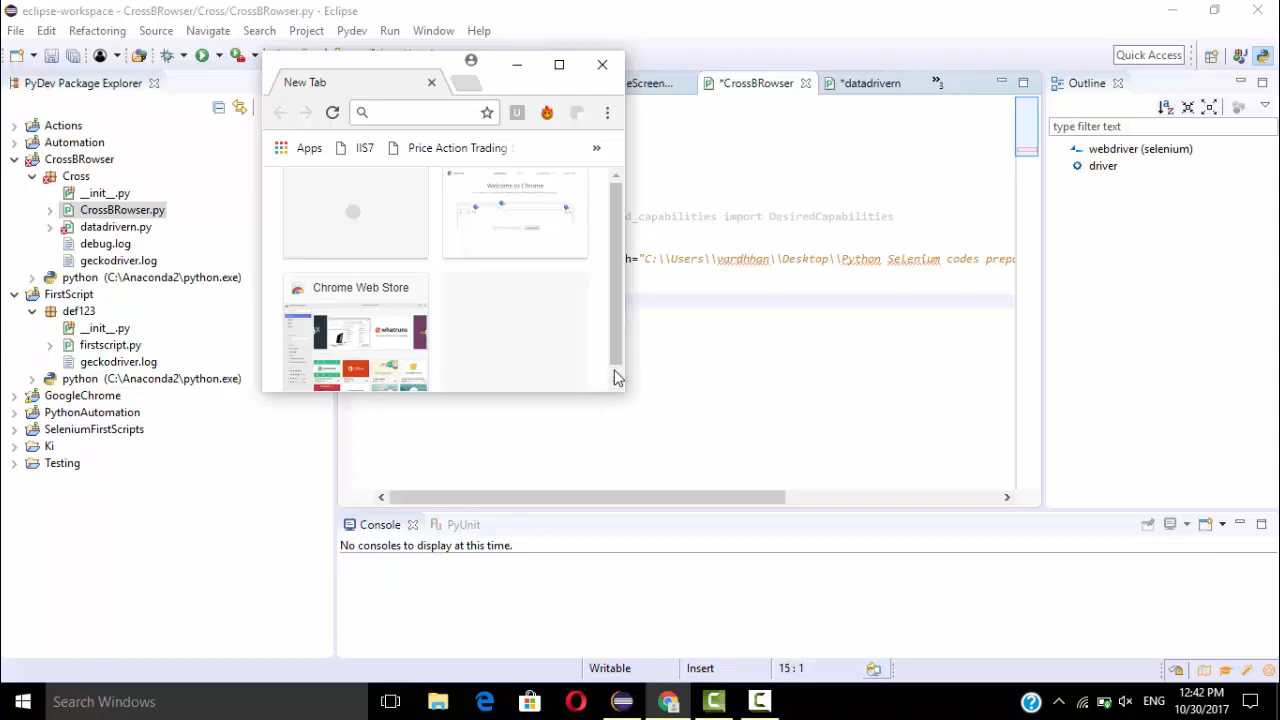 eclipse-workspace - CrossBRowser/Cross/CrossBRowser.py - Eclipse
File Edit Refactoring Source Navigate Search Project Pydev Run Window Help
Quick Access
PyDev Package Explorer
Actions
Automation
CrossBRowser
Cross
__init__.py
CrossBRowser.py
datadrivern.py
debug.log
geckodriver.log
python (C:\Anaconda2\python.exe)
FirstScript
def123
__init__.py
firstscript.py
geckodriver.log
python (C:\Anaconda2\python.exe)
GoogleChrome
PythonAutomation
SeleniumFirstScripts
Ki
Testing
New Tab
Apps IIS7 Price Action Trading »
Welcome to Chrome
Chrome Web Store
whatruns
eScreen... *CrossBRowser *datadrivern »3
d_capabilities import DesiredCapabilities
h="C:\\Users\\vardhhan\\Desktop\\Python Selenium codes prepa
Outline
type filter text
webdriver (selenium)
driver
Console PyUnit
No consoles to display at this time.
Writable Insert 15 : 1
Search Windows
ENG
12:42 PM
10/30/2017